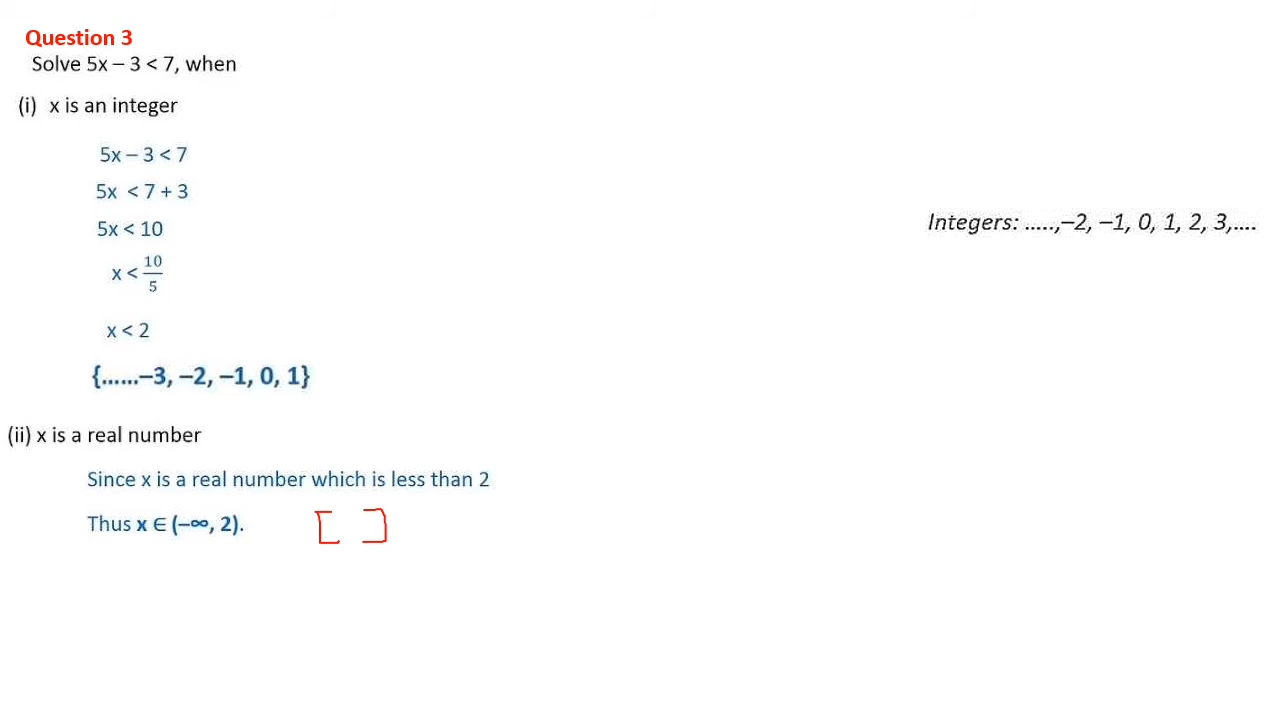 Question 3
Solve 5x – 3 < 7, when
(i) x is an integer
5x – 3 < 7
5x < 7 + 3
5x < 10
Integers: .....,–2, –1, 0, 1, 2, 3,....
x < 10/5
x < 2
{......–3, –2, –1, 0, 1}
(ii) x is a real number
Since x is a real number which is less than 2
Thus x ∈ (–∞, 2). [ ]